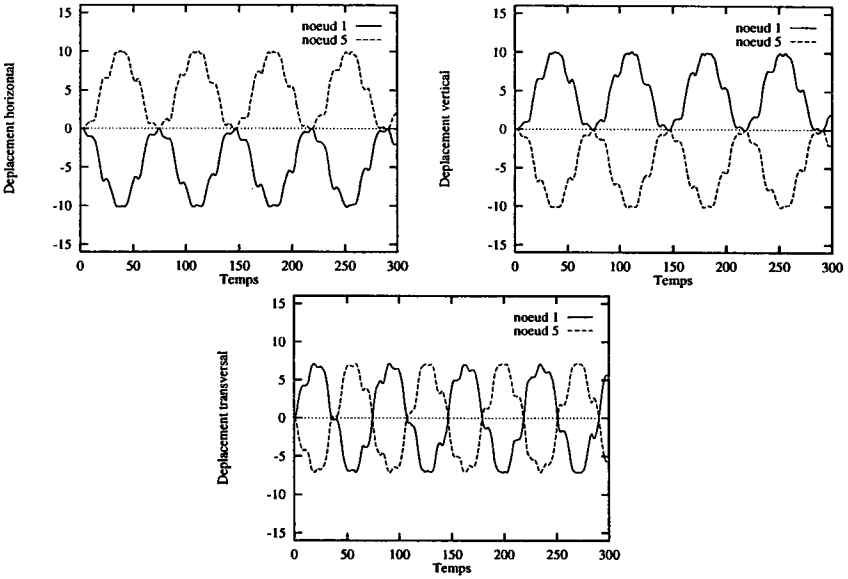 Deplacement horizontal
15
10
5
0
-5
-10
-15
noeud 1
noeud 5
0 50 100 150 200 250 300
Temps
Deplacement vertical
15
10
5
0
-5
-10
-15
noeud 1
noeud 5
0 50 100 150 200 250 300
Temps
Deplacement transversal
15
10
5
0
-5
-10
-15
noeud 1
noeud 5
0 50 100 150 200 250 300
Temps